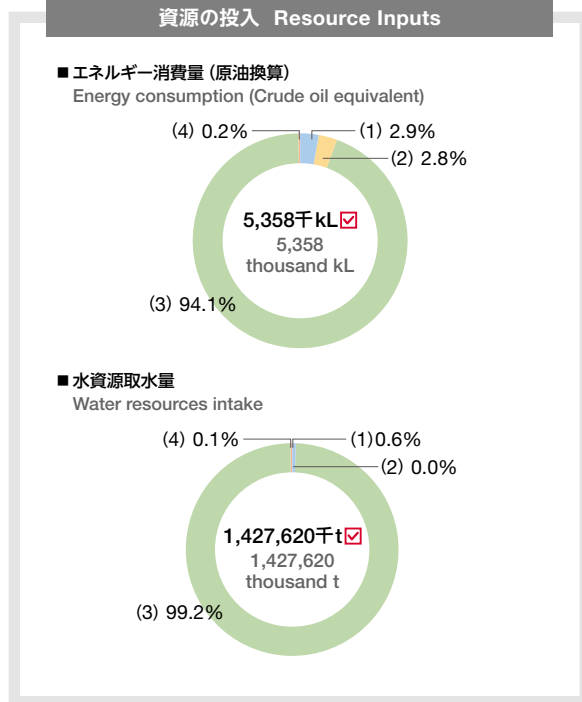 資源の投入 Resource Inputs
■ エネルギー消費量（原油換算）
Energy consumption (Crude oil equivalent)
(4) 0.2%
(1) 2.9%
(2) 2.8%
5,358千kL
5,358
thousand kL
(3) 94.1%
■ 水資源取水量
Water resources intake
(4) 0.1%
(1)0.6%
(2) 0.0%
1,427,620千t
1,427,620
thousand t
(3) 99.2%